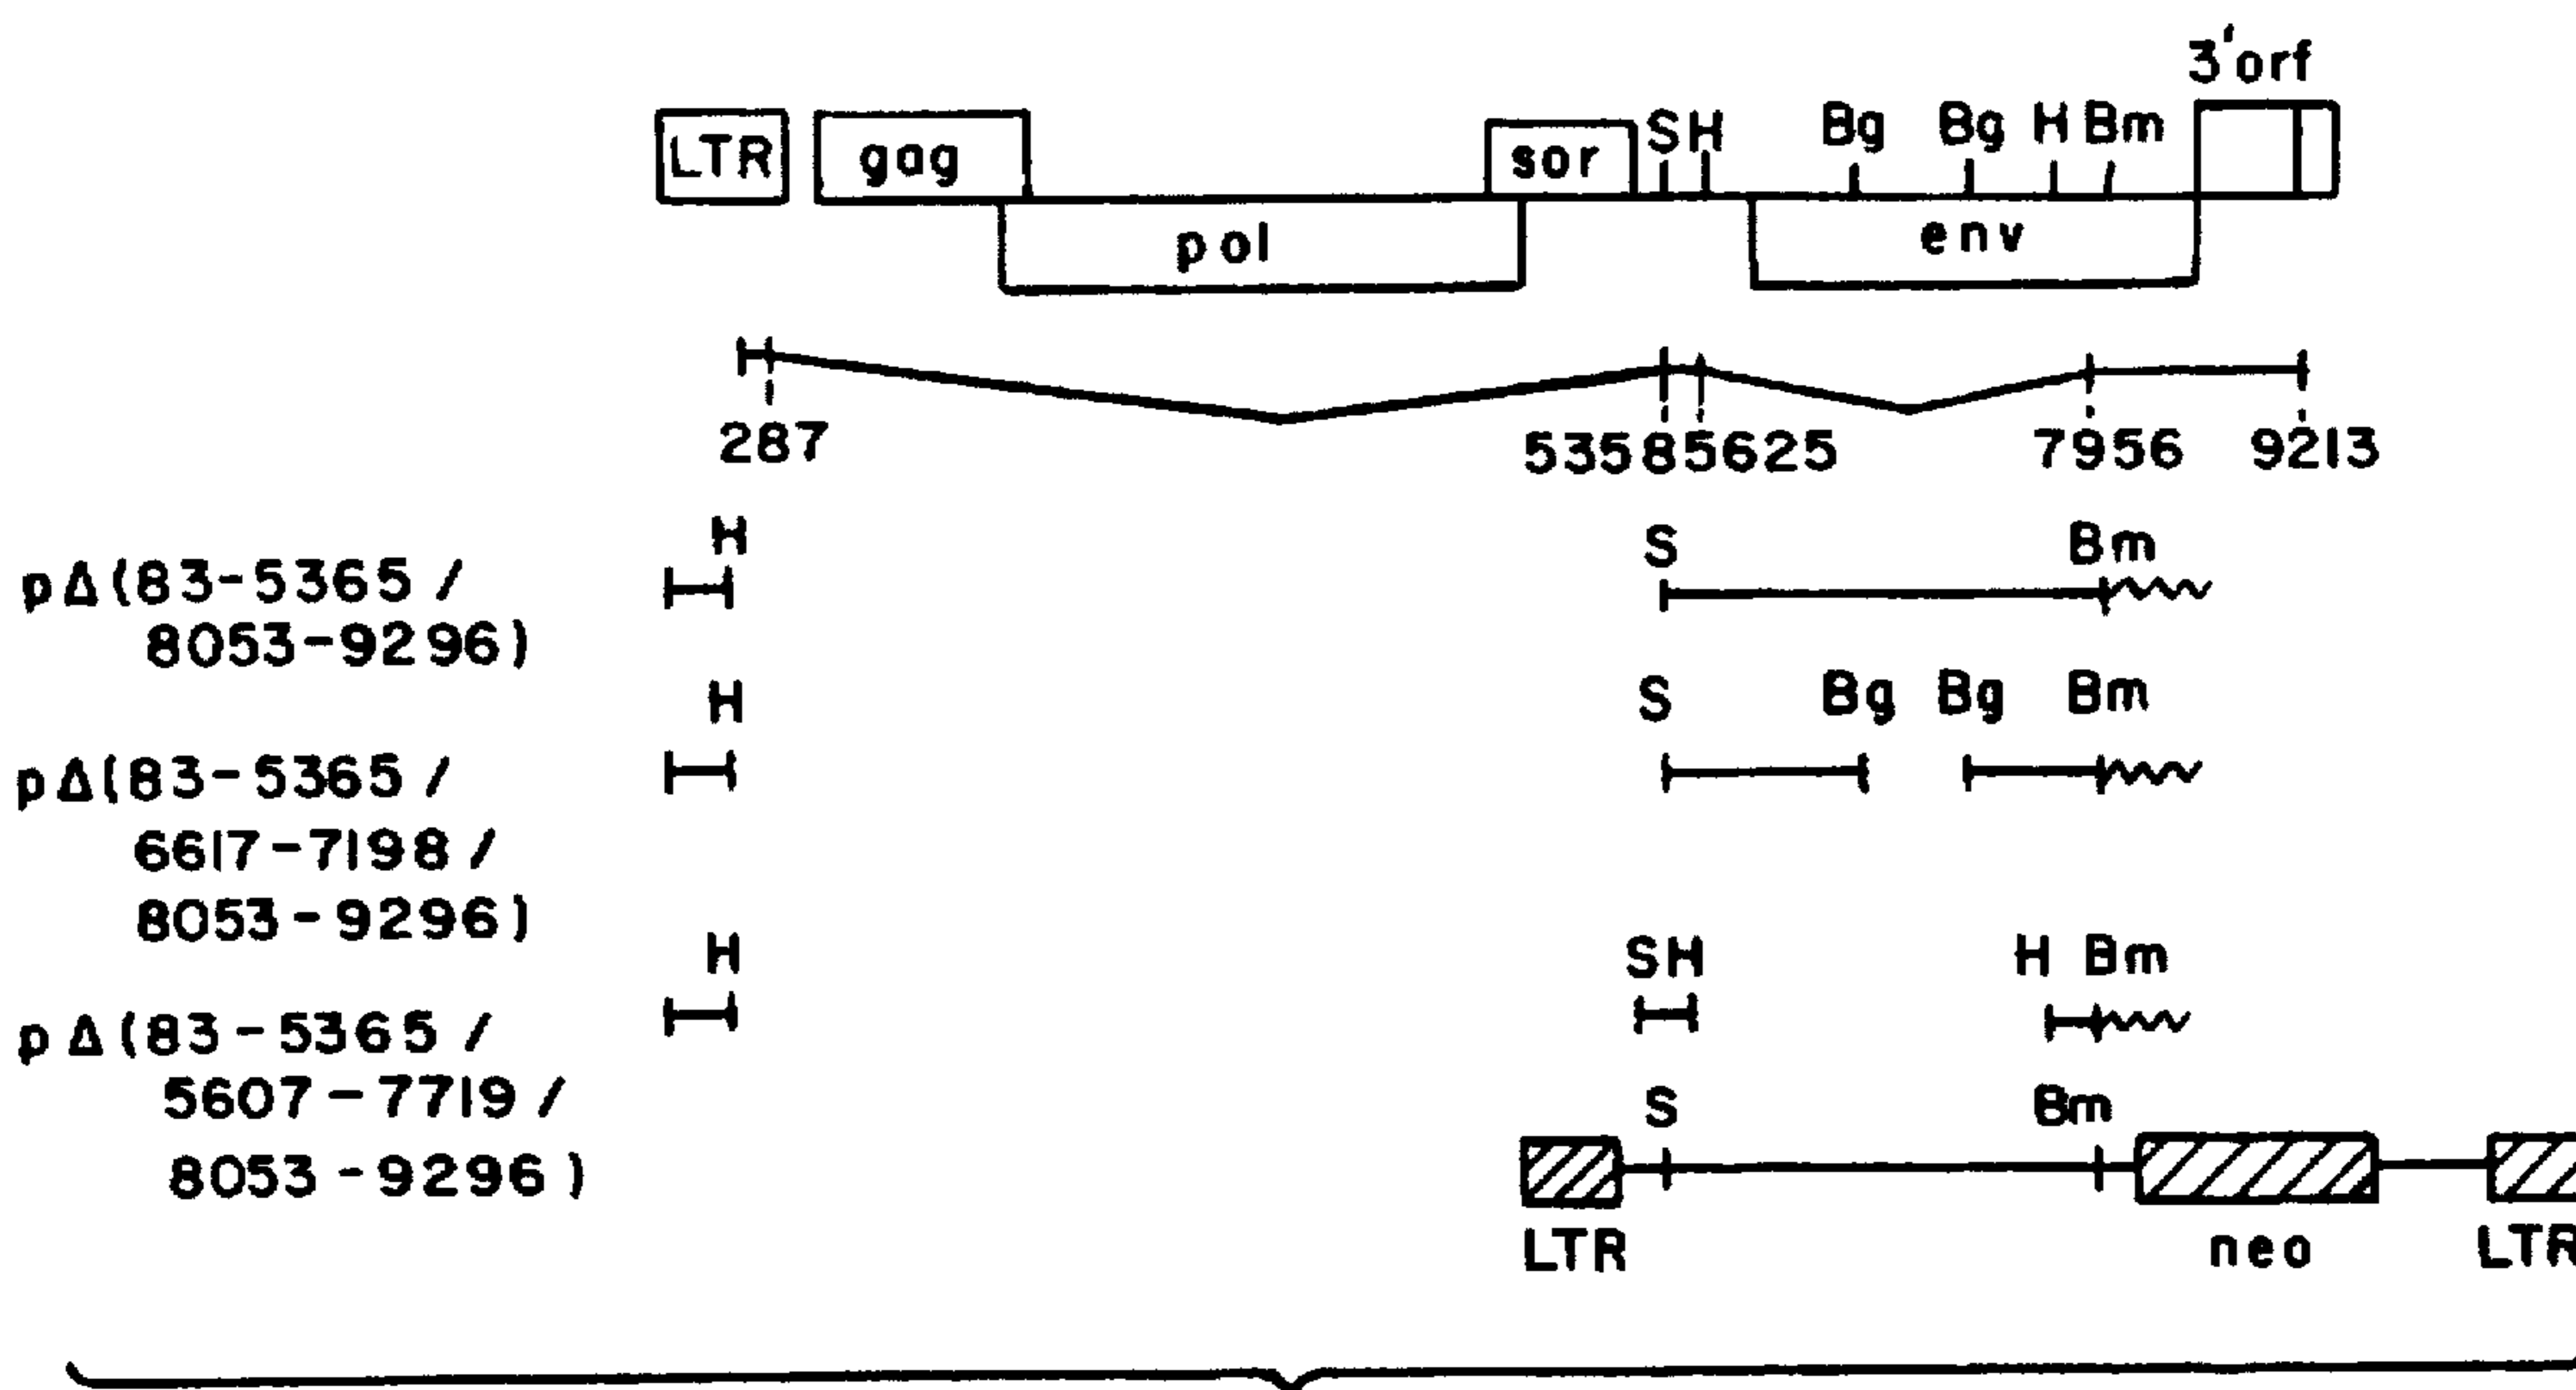 3'orf
LTR gag sor S H Bg Bg H Bm
pol env
287 5358 5625 7956 9213
H S Bm
pΔ(83-5365 /
8053-9296)
H S Bg Bg Bm
pΔ(83-5365 /
6617-7198 /
8053-9296)
H S H H Bm
pΔ(83-5365 /
5607-7719 /
8053-9296)
S Bm
LTR neo LTR